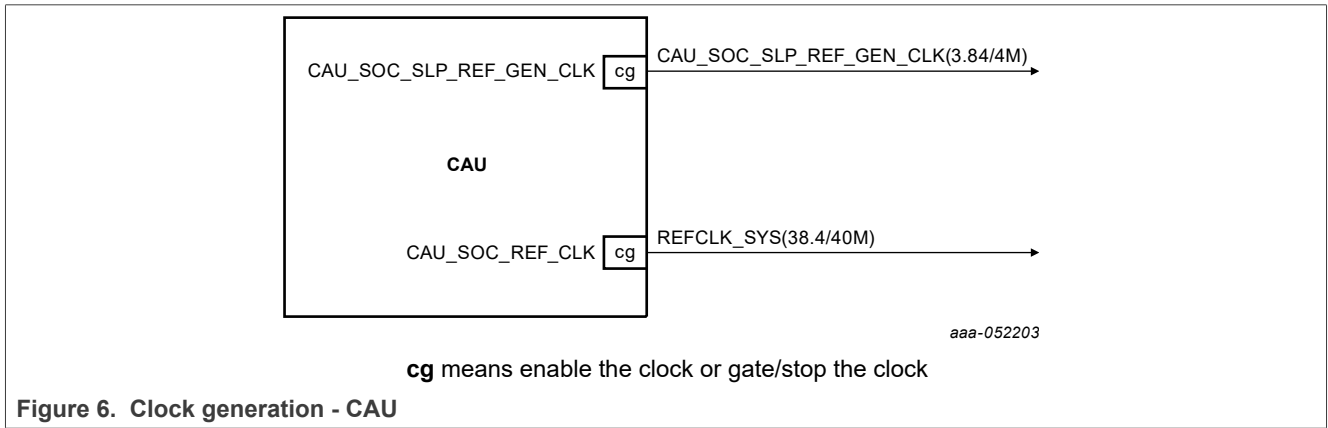 CAU_SOC_SLP_REF_GEN_CLK cg CAU_SOC_SLP_REF_GEN_CLK(3.84/4M)
CAU
CAU_SOC_REF_CLK cg REFCLK_SYS(38.4/40M)
aaa-052203
cg means enable the clock or gate/stop the clock
Figure 6. Clock generation - CAU